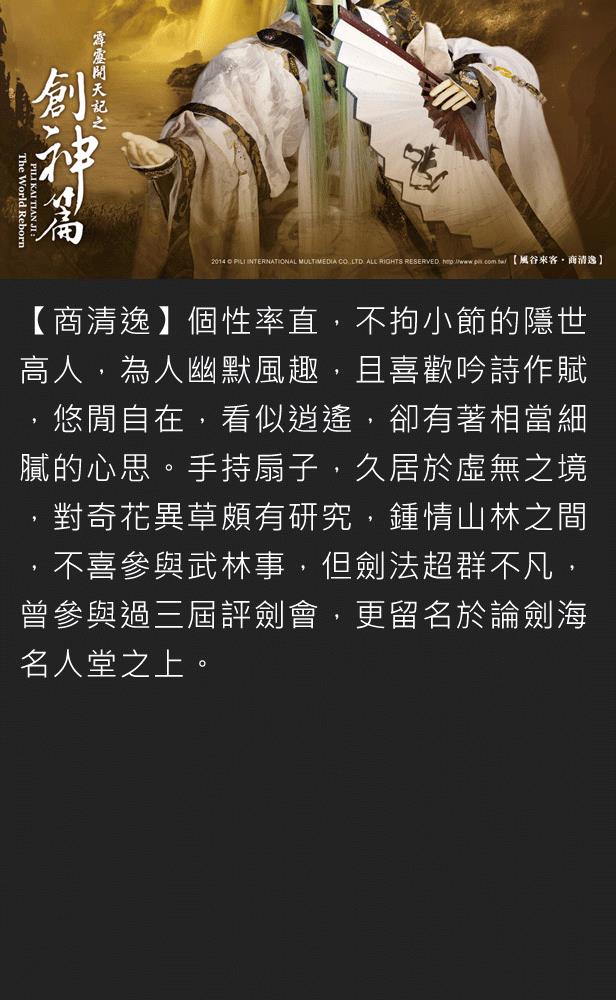 霹靂開天記之
創神篇
PILI KAI TIAN JI :
The World Reborn
2014 © PILI INTERNATIONAL MULTIMEDIA CO.,LTD. ALL RIGHTS RESERVED. http://www.pili.com.tw/
【風谷來客・商清逸】
【商清逸】個性率直，不拘小節的隱世
高人，為人幽默風趣，且喜歡吟詩作賦
，悠閒自在，看似逍遙，卻有著相當細
膩的心思。手持扇子，久居於虛無之境
，對奇花異草頗有研究，鍾情山林之間
，不喜參與武林事，但劍法超群不凡，
曾參與過三屆評劍會，更留名於論劍海
名人堂之上。